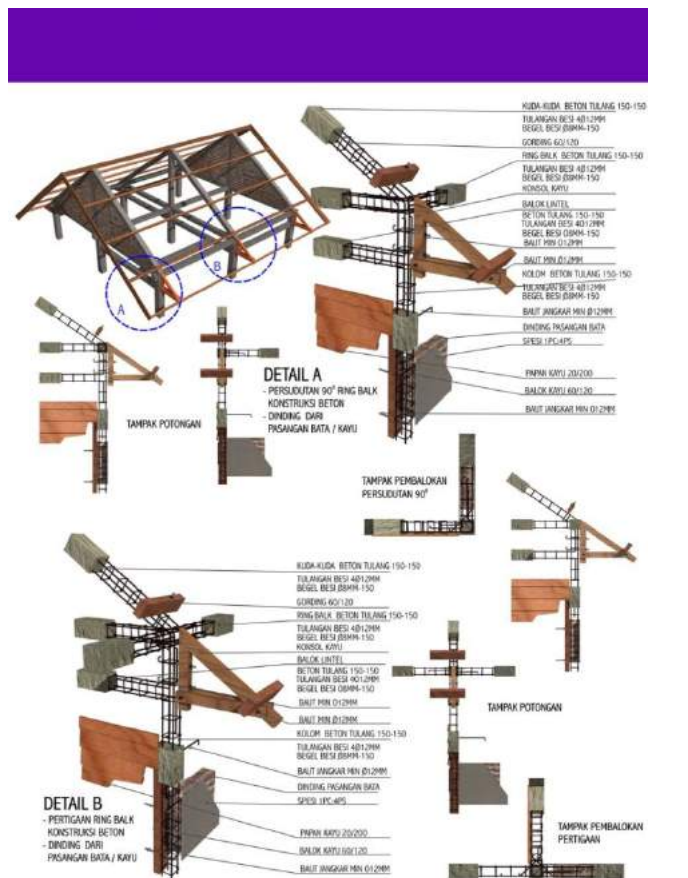 KUDA-KUDA BETON TULANG 150-150
TULANGAN BESI 4Ø12MM
BEGEL BESI Ø8MM-150
GORDING 60/120
RING BALK BETON TULANG 150-150
TULANGAN BESI 4Ø12MM
BEGEL BESI Ø8MM-150
KONSOL KAYU
BALOK LINTEL
BETON TULANG 150-150
TULANGAN BESI 4O12MM
BEGEL BESI O8MM-150
BAUT MIN O12MM
BAUT MIN Ø12MM
KOLOM BETON TULANG 150-150
TULANGAN BESI 4Ø12MM
BEGEL BESI Ø8MM-150
BAUT JANGKAR MIN Ø12MM
DINDING PASANGAN BATA
SPESI 1PC:4PS
PAPAN KAYU 20/200
BALOK KAYU 60/120
BAUT JANGKAR MIN O12MM
A
B
DETAIL A
- PERSUDUTAN 90° RING BALK
KONSTRUKSI BETON
- DINDING DARI
PASANGAN BATA / KAYU
TAMPAK POTONGAN
TAMPAK PEMBALOKAN
PERSUDUTAN 90°
KUDA-KUDA BETON TULANG 150-150
TULANGAN BESI 4Ø12MM
BEGEL BESI Ø8MM-150
GORDING 60/120
RING BALK BETON TULANG 150-150
TULANGAN BESI 4Ø12MM
BEGEL BESI Ø8MM-150
KONSOL KAYU
BALOK LINTEL
BETON TULANG 150-150
TULANGAN BESI 4O12MM
BEGEL BESI O8MM-150
BAUT MIN O12MM
BAUT MIN Ø12MM
KOLOM BETON TULANG 150-150
TULANGAN BESI 4Ø12MM
BEGEL BESI Ø8MM-150
BAUT JANGKAR MIN Ø12MM
DINDING PASANGAN BATA
SPESI 1PC:4PS
PAPAN KAYU 20/200
BALOK KAYU 60/120
BAUT JANGKAR MIN O12MM
DETAIL B
- PERTIGAAN RING BALK
KONSTRUKSI BETON
- DINDING DARI
PASANGAN BATA / KAYU
TAMPAK POTONGAN
TAMPAK PEMBALOKAN
PERTIGAAN